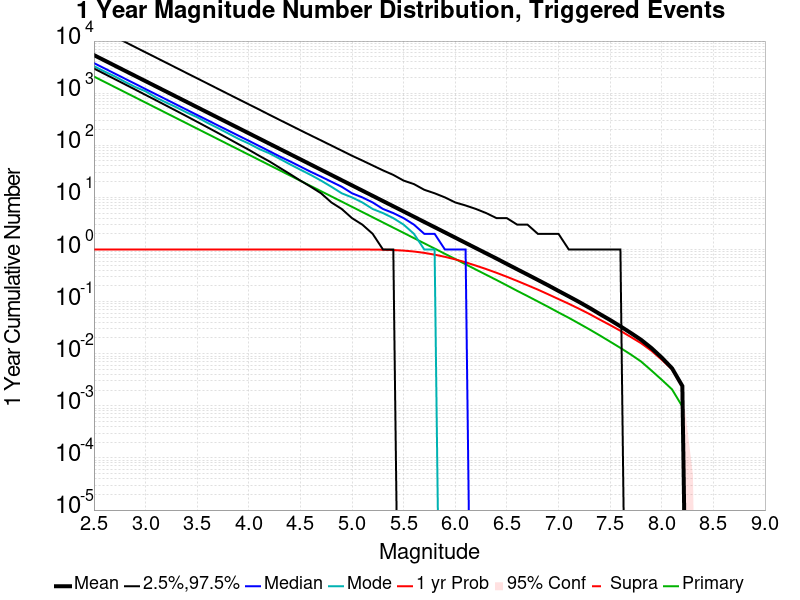 1 Year Magnitude Number Distribution, Triggered Events
1 Year Cumulative Number
10^4
10^3
10^2
10^1
10^0
10^-1
10^-2
10^-3
10^-4
10^-5
2.5 3.0 3.5 4.0 4.5 5.0 5.5 6.0 6.5 7.0 7.5 8.0 8.5 9.0
Magnitude
Mean 2.5%,97.5% Median Mode 1 yr Prob 95% Conf Supra Primary